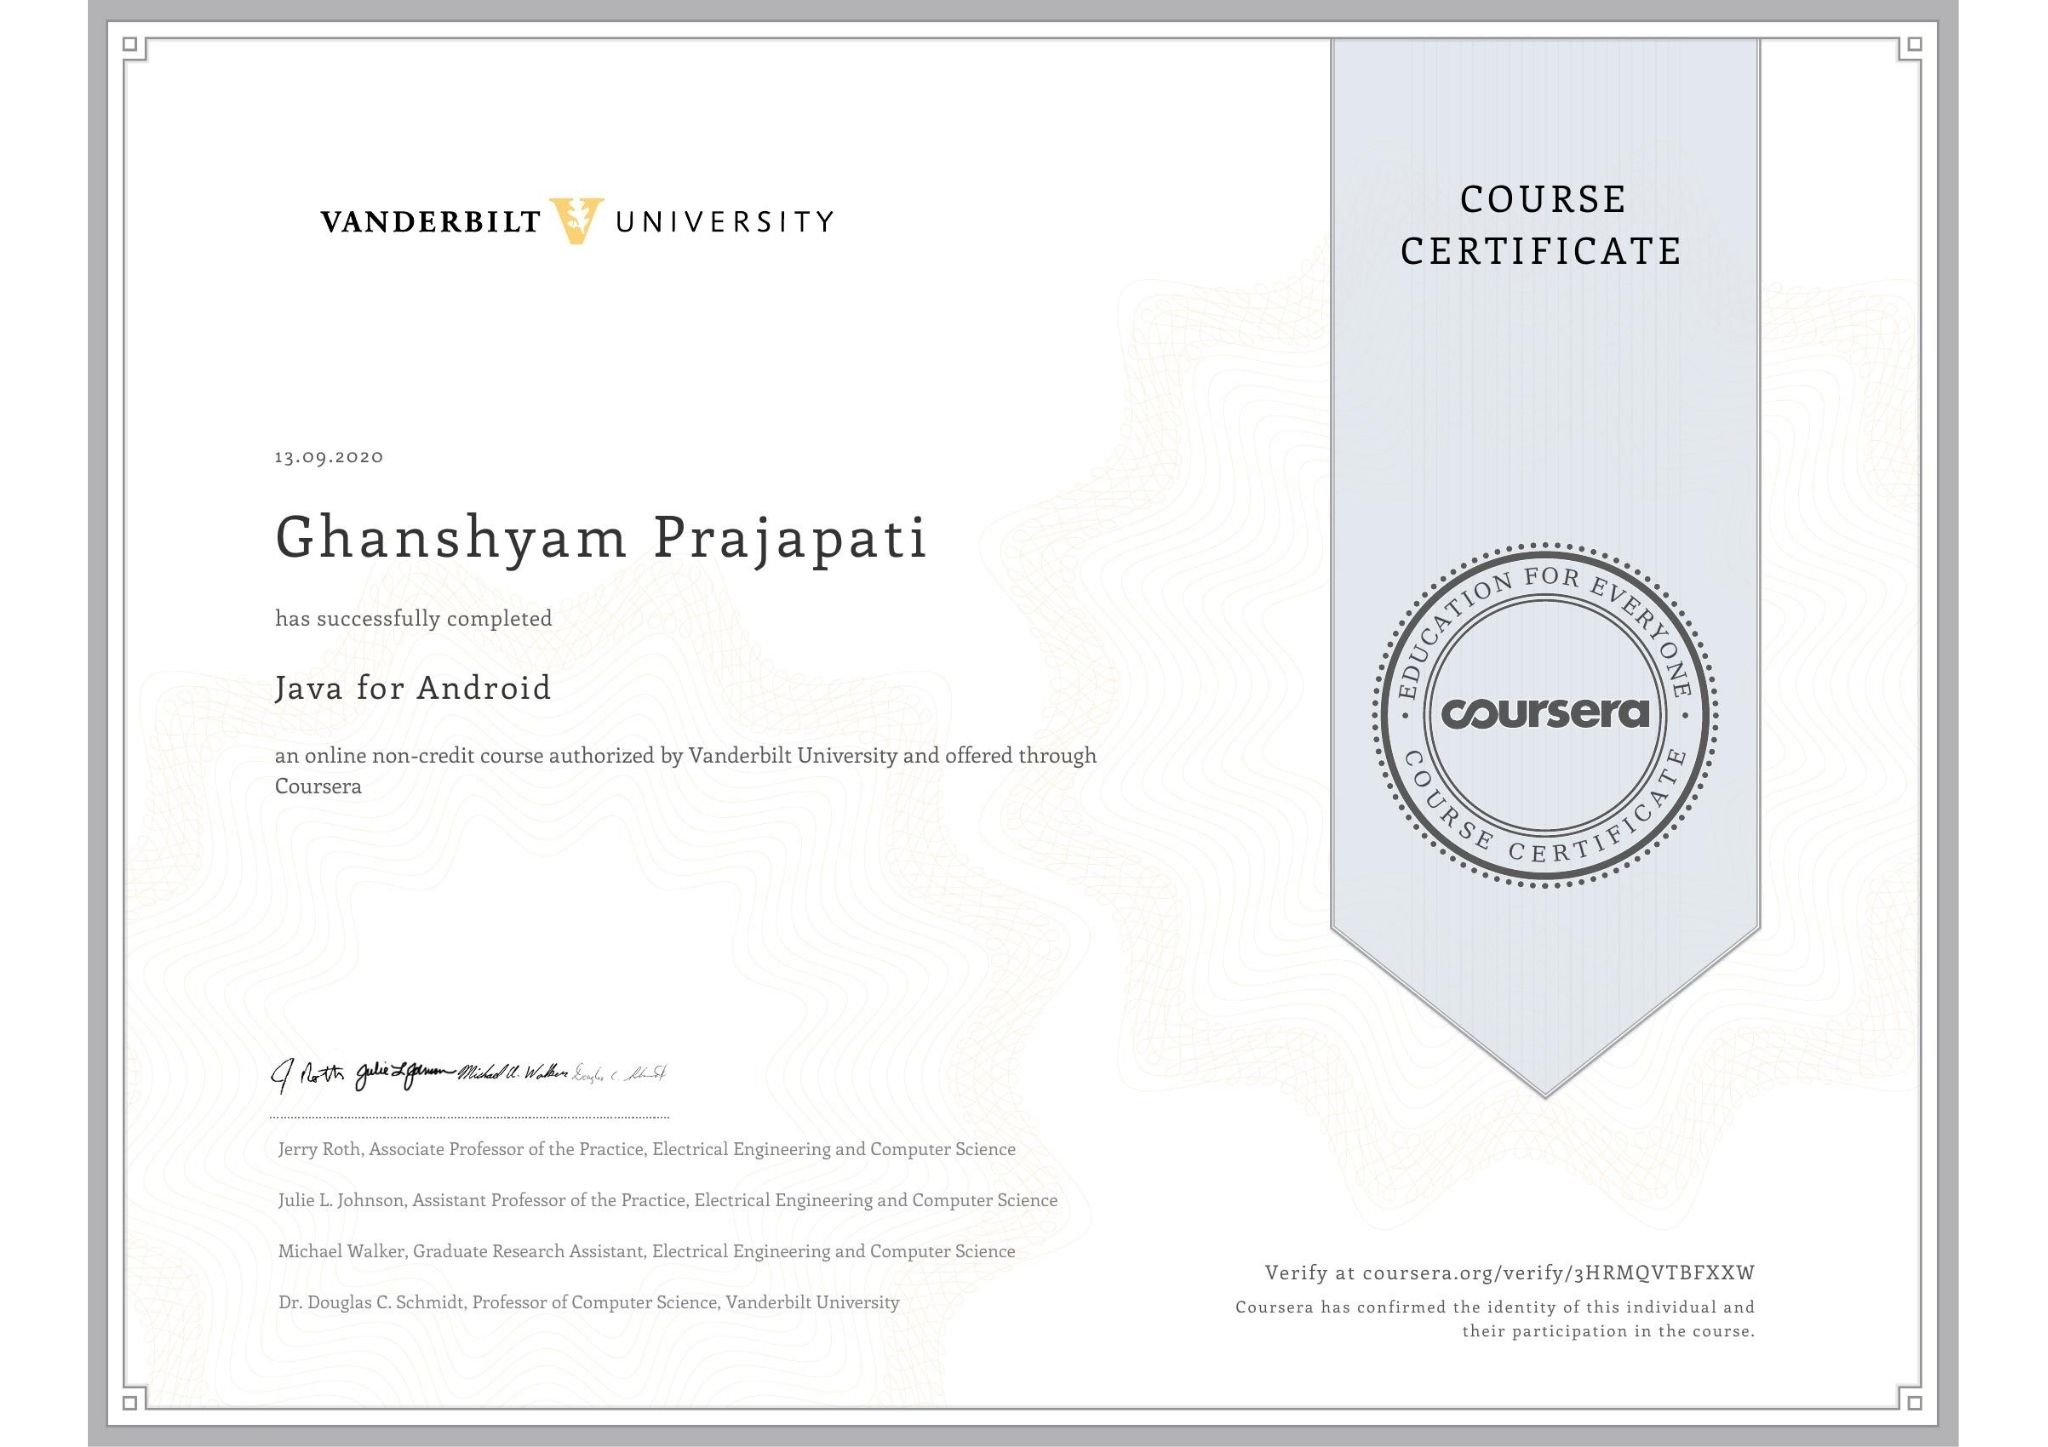 VANDERBILT UNIVERSITY
COURSE
CERTIFICATE
13.09.2020
Ghanshyam Prajapati
has successfully completed
Java for Android
an online non-credit course authorized by Vanderbilt University and offered through
Coursera
EDUCATION FOR EVERYONE
coursera
COURSE CERTIFICATE
J Roth Julie L Johnson Michael A. Walker Douglas C. Schmidt
Jerry Roth, Associate Professor of the Practice, Electrical Engineering and Computer Science
Julie L. Johnson, Assistant Professor of the Practice, Electrical Engineering and Computer Science
Michael Walker, Graduate Research Assistant, Electrical Engineering and Computer Science
Dr. Douglas C. Schmidt, Professor of Computer Science, Vanderbilt University
Verify at coursera.org/verify/3HRMQVTBFXXW
Coursera has confirmed the identity of this individual and
their participation in the course.